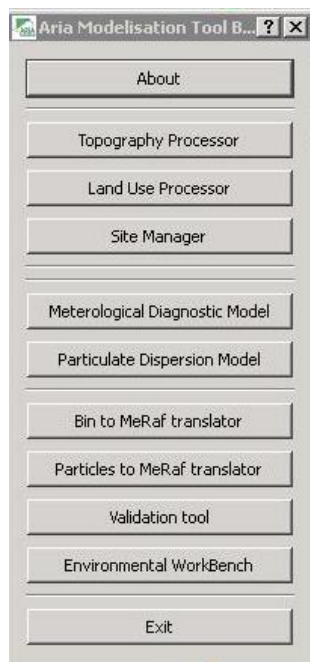 Aria Modelisation Tool B...
About
Topography Processor
Land Use Processor
Site Manager
Meterological Diagnostic Model
Particulate Dispersion Model
Bin to MeRaf translator
Particles to MeRaf translator
Validation tool
Environmental WorkBench
Exit